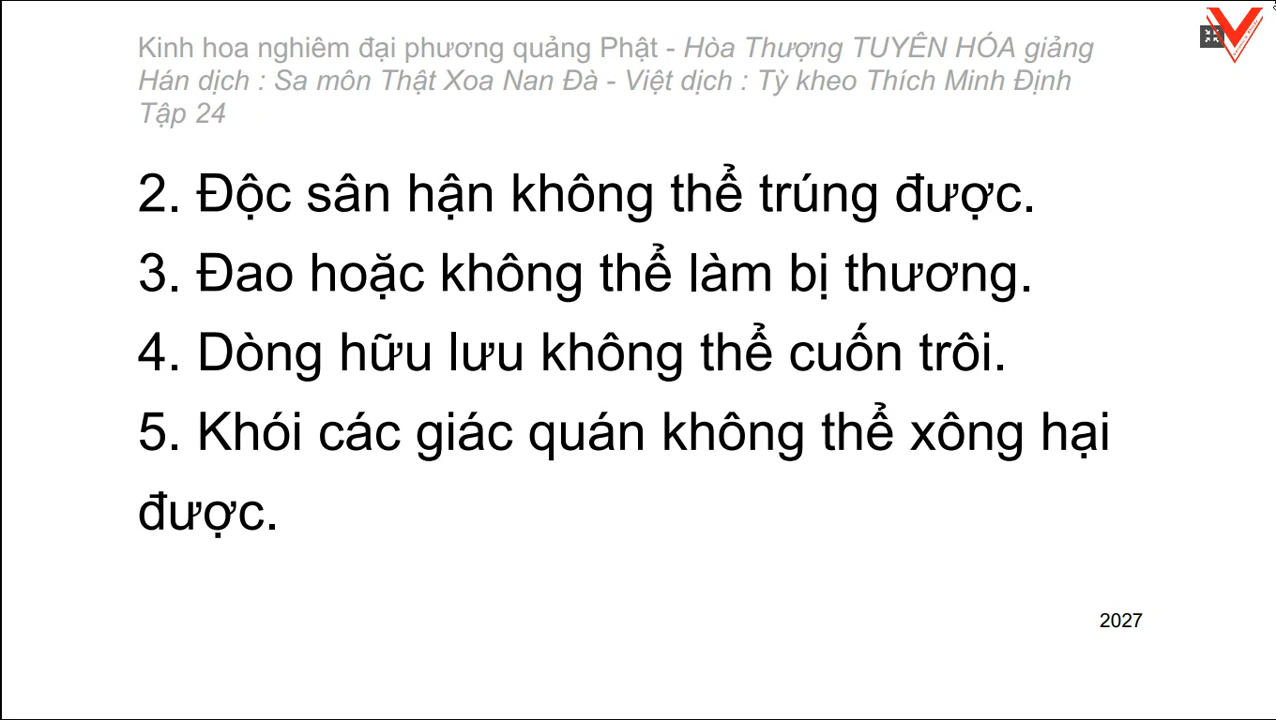 Kinh hoa nghiêm đại phương quảng Phật - Hòa Thượng TUYÊN HÓA giảng
Hán dịch : Sa môn Thật Xoa Nan Đà - Việt dịch : Tỳ kheo Thích Minh Định
Tập 24
2. Độc sân hận không thể trúng được.
3. Đao hoặc không thể làm bị thương.
4. Dòng hữu lưu không thể cuốn trôi.
5. Khói các giác quán không thể xông hại
được.
2027